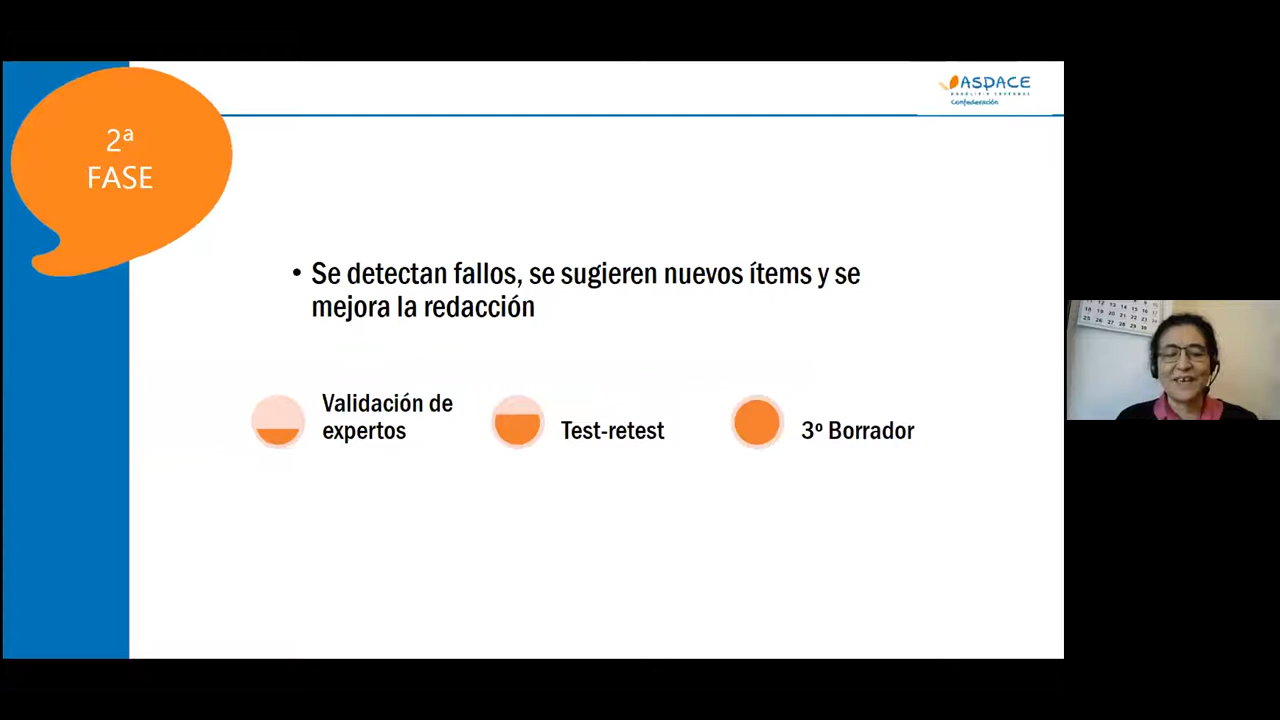 ASPACE
Confederación
2ª
FASE
• Se detectan fallos, se sugieren nuevos ítems y se
mejora la redacción
Validación de
expertos
Test-retest
3º Borrador